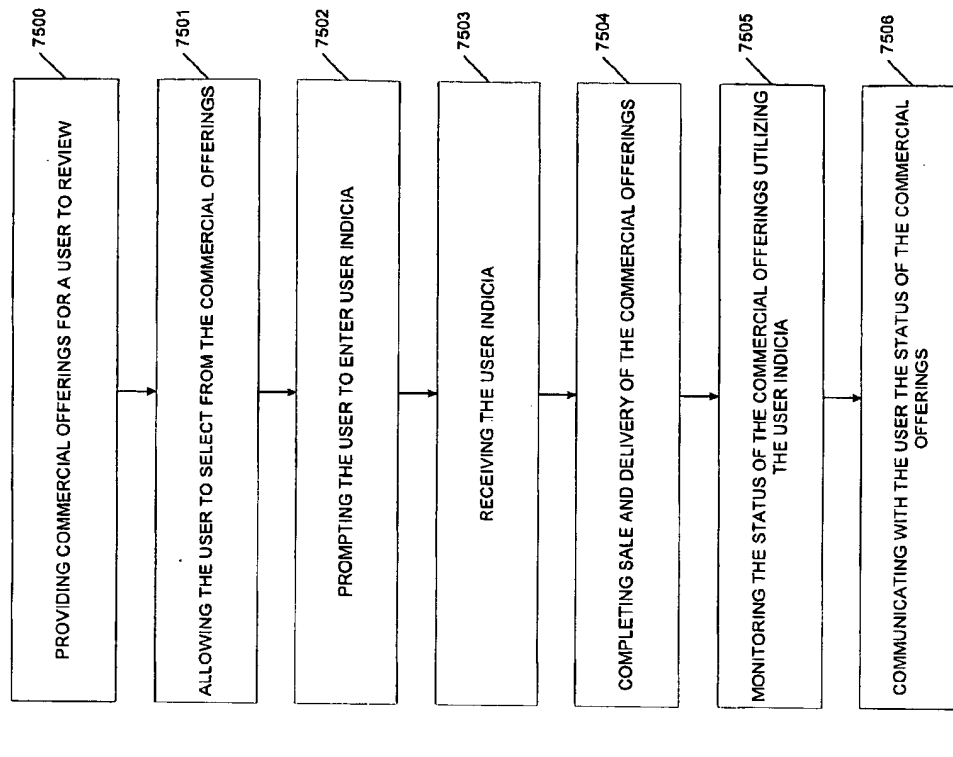 7500
PROVIDING COMMERCIAL OFFERINGS FOR A USER TO REVIEW
7501
ALLOWING THE USER TO SELECT FROM THE COMMERCIAL OFFERINGS
7502
PROMPTING THE USER TO ENTER USER INDICIA
7503
RECEIVING THE USER INDICIA
7504
COMPLETING SALE AND DELIVERY OF THE COMMERCIAL OFFERINGS
7505
MONITORING THE STATUS OF THE COMMERCIAL OFFERINGS UTILIZING
THE USER INDICIA
7506
COMMUNICATING WITH THE USER THE STATUS OF THE COMMERCIAL
OFFERINGS